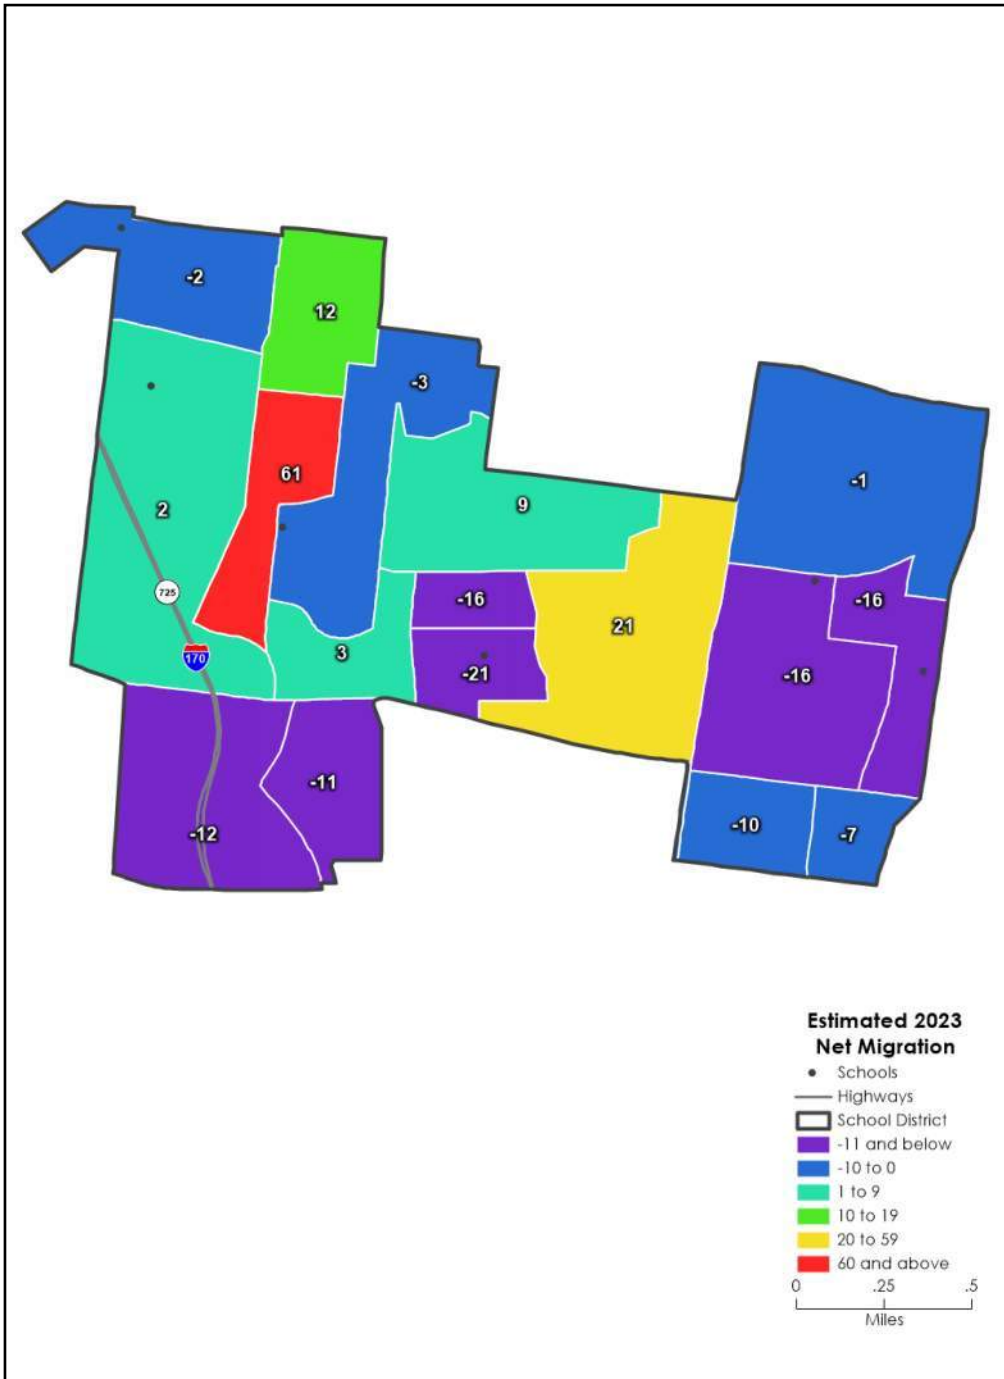 -2
12
-3
-1
61
9
2
-16
-16
725
21
3
-21
-16
170
-11
-10
-7
-12
Estimated 2023
Net Migration
Schools
Highways
School District
-11 and below
-10 to 0
1 to 9
10 to 19
20 to 59
60 and above
0 .25 .5
Miles